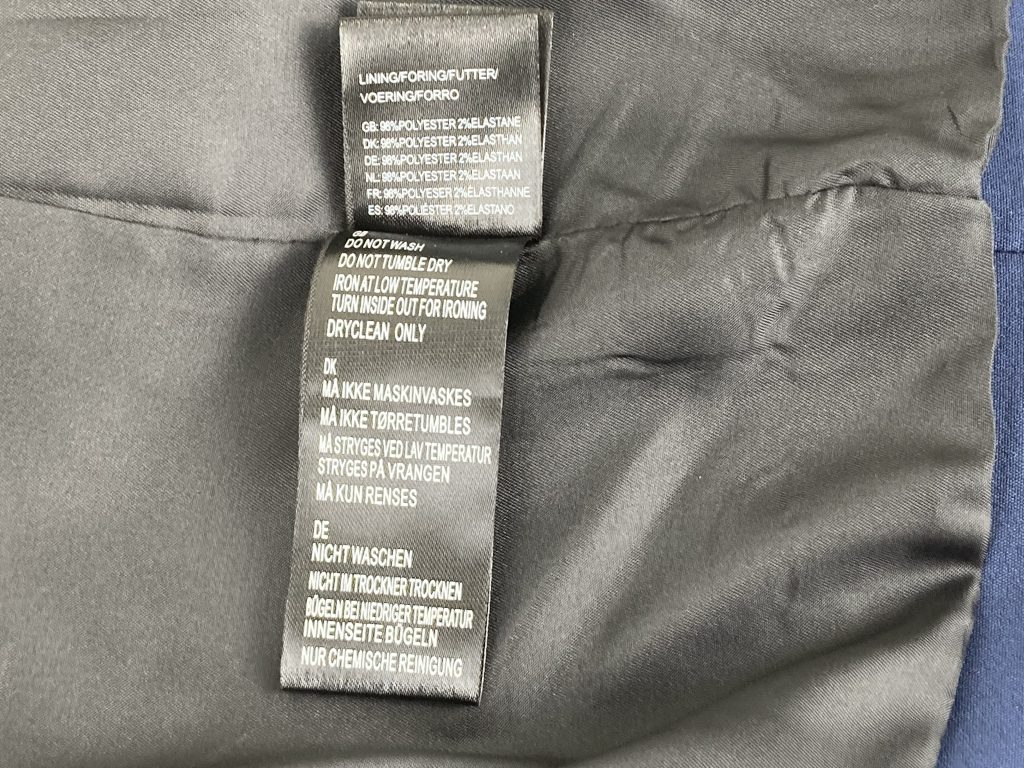 LINING/FORING/FUTTER/
VOERING/FORRO
GB: 98%POLYESTER 2%ELASTANE
DK: 98%POLYESTER 2%ELASTHAN
DE: 98%POLYESTER 2%ELASTHAN
NL: 98%POLYESTER 2%ELASTAAN
FR: 98%POLYESER 2%ELASTHANNE
ES: 98%POLIÉSTER 2%ELASTANO
GB
DO NOT WASH
DO NOT TUMBLE DRY
IRON AT LOW TEMPERATURE
TURN INSIDE OUT FOR IRONING
DRYCLEAN ONLY
DK
MÅ IKKE MASKINVASKES
MÅ IKKE TØRRETUMBLES
MÅ STRYGES VED LAV TEMPERATUR
STRYGES PÅ VRANGEN
MÅ KUN RENSES
DE
NICHT WASCHEN
NICHT IM TROCKNER TROCKNEN
BÜGELN BEI NIEDRIGER TEMPERATUR
INNENSEITE BÜGELN
NUR CHEMISCHE REINIGUNG